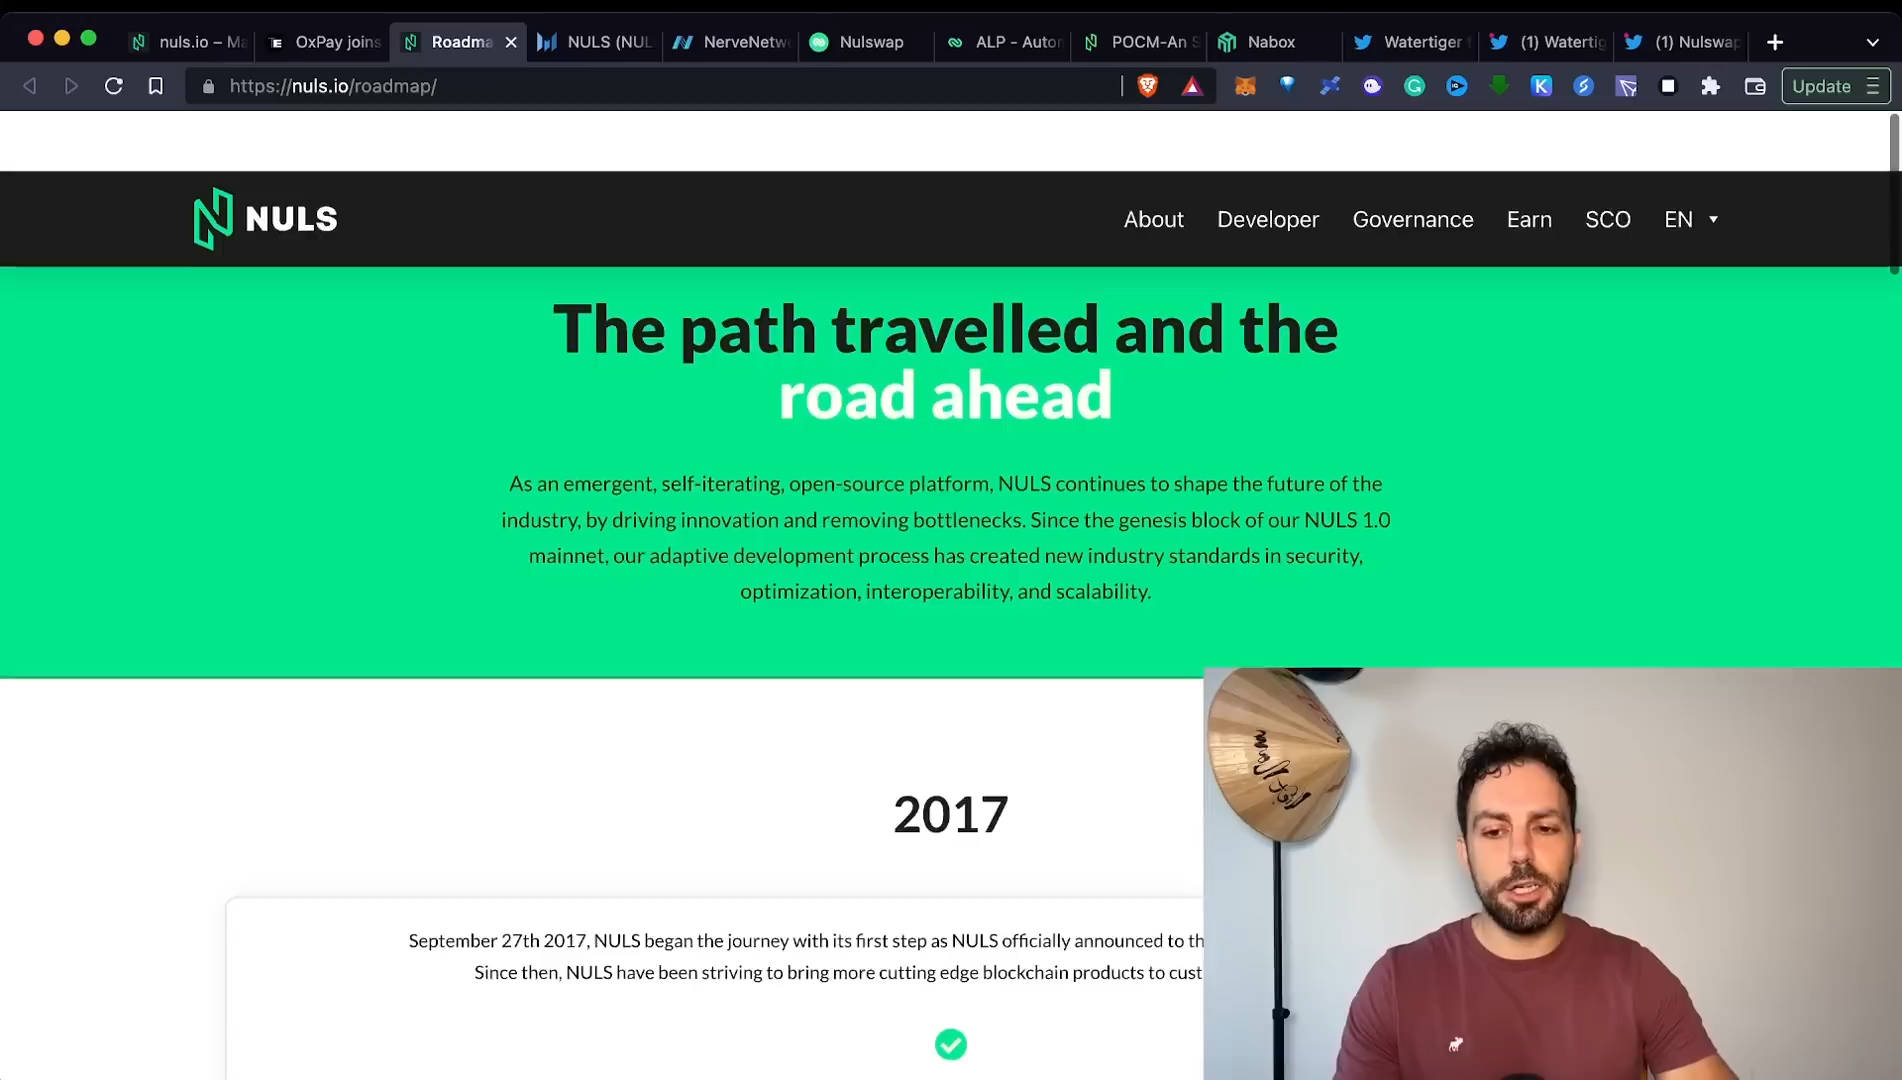 nuls.io – Ma
OxPay joins
Roadma
NULS (NUL
NerveNetw
Nulswap
ALP - Auton
POCM-An S
Nabox
Watertiger
(1) Watertig
(1) Nulswap
https://nuls.io/roadmap/
Update
NULS
About
Developer
Governance
Earn
SCO
EN
The path travelled and the
road ahead
As an emergent, self-iterating, open-source platform, NULS continues to shape the future of the
industry, by driving innovation and removing bottlenecks. Since the genesis block of our NULS 1.0
mainnet, our adaptive development process has created new industry standards in security,
optimization, interoperability, and scalability.
2017
September 27th 2017, NULS began the journey with its first step as NULS officially announced to th
Since then, NULS have been striving to bring more cutting edge blockchain products to cust